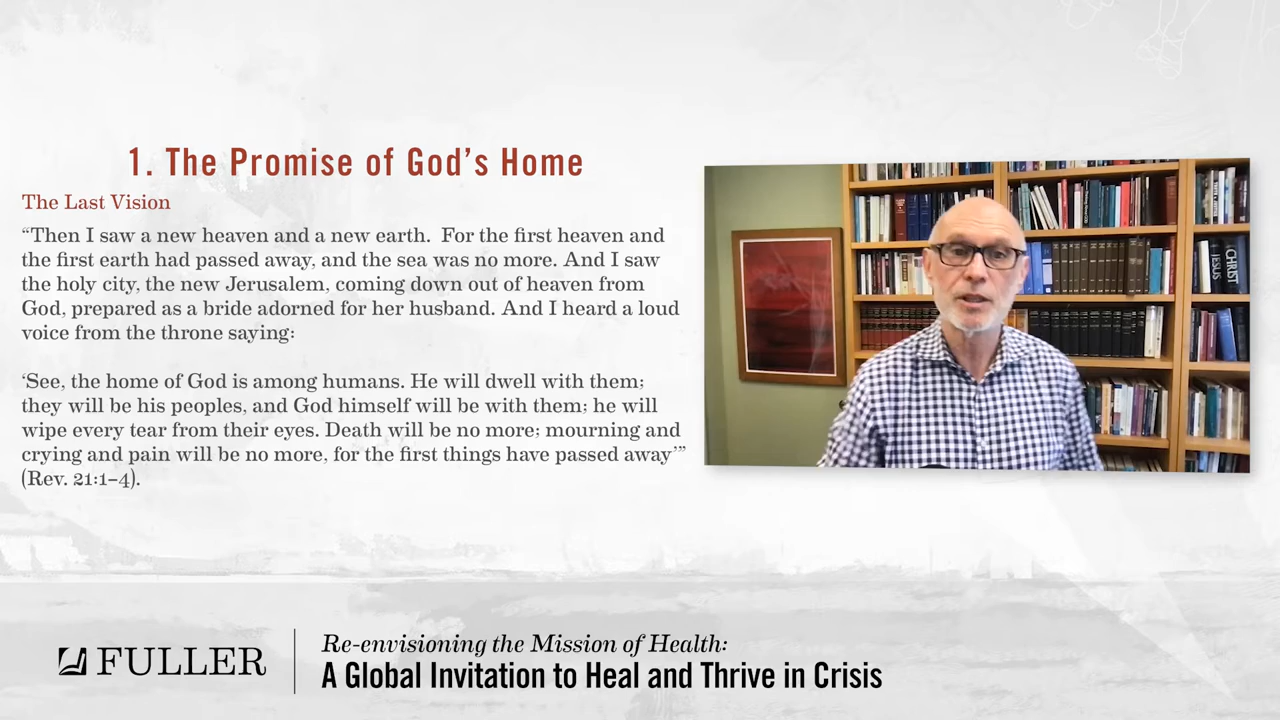 1. The Promise of God’s Home
The Last Vision
“Then I saw a new heaven and a new earth.  For the first heaven and
the first earth had passed away, and the sea was no more. And I saw
the holy city, the new Jerusalem, coming down out of heaven from
God, prepared as a bride adorned for her husband. And I heard a loud
voice from the throne saying:
‘See, the home of God is among humans. He will dwell with them;
they will be his peoples, and God himself will be with them; he will
wipe every tear from their eyes. Death will be no more; mourning and
crying and pain will be no more, for the first things have passed away’”
(Rev. 21:1–4).
CHRIST
JESUS
FULLER
Re-envisioning the Mission of Health:
A Global Invitation to Heal and Thrive in Crisis